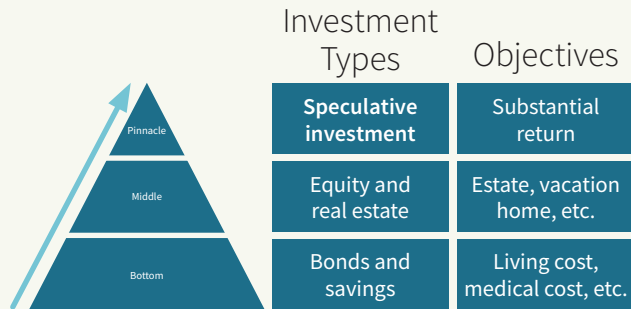 Investment
Types
Objectives
Pinnacle
Speculative
investment
Substantial
return
Middle
Equity and
real estate
Estate, vacation
home, etc.
Bottom
Bonds and
savings
Living cost,
medical cost, etc.